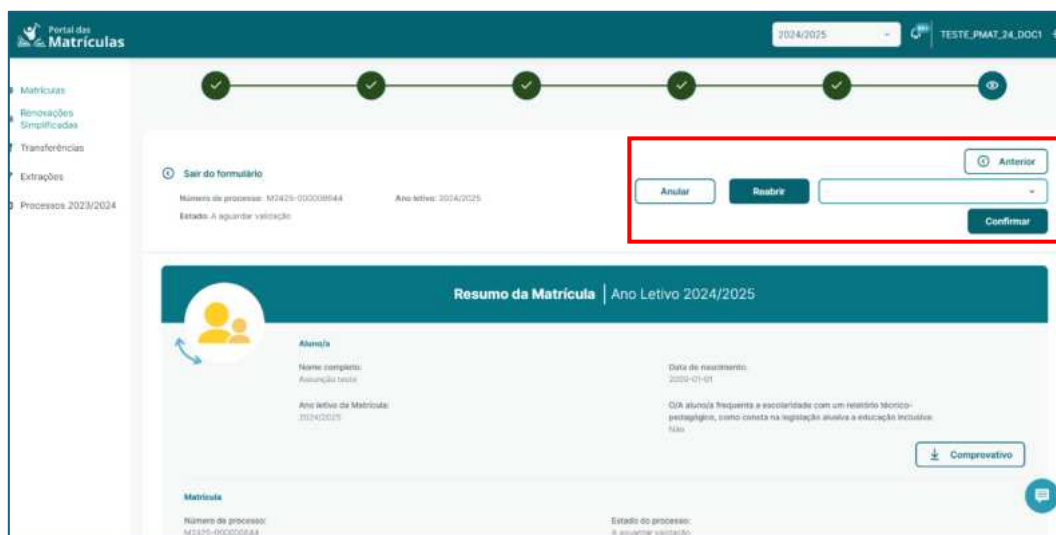 Portal das
Matrículas
2024/2025
TESTE_PMAT_24_DOC1
Matrículas
Renovações
Simplificadas
Transferências
Extrações
Processos 2023/2024
Sair do formulário
Número de processo: M2425-000008644
Ano letivo: 2024/2025
Estado: A aguardar validação
Anterior
Anular
Reabrir
Confirmar
Resumo da Matrícula | Ano Letivo 2024/2025
Aluno/a
Nome completo:
Assunção teste
Data de nascimento:
Ano letivo da Matrícula:
2024/2025
O/A aluno/a frequenta a escolaridade com um relatório técnico-
pedagógico, como consta na legislação alusiva a educação inclusiva:
Não
Comprovativo
Matrícula
Número do processo:
Estado do processo:
A aguardar validação